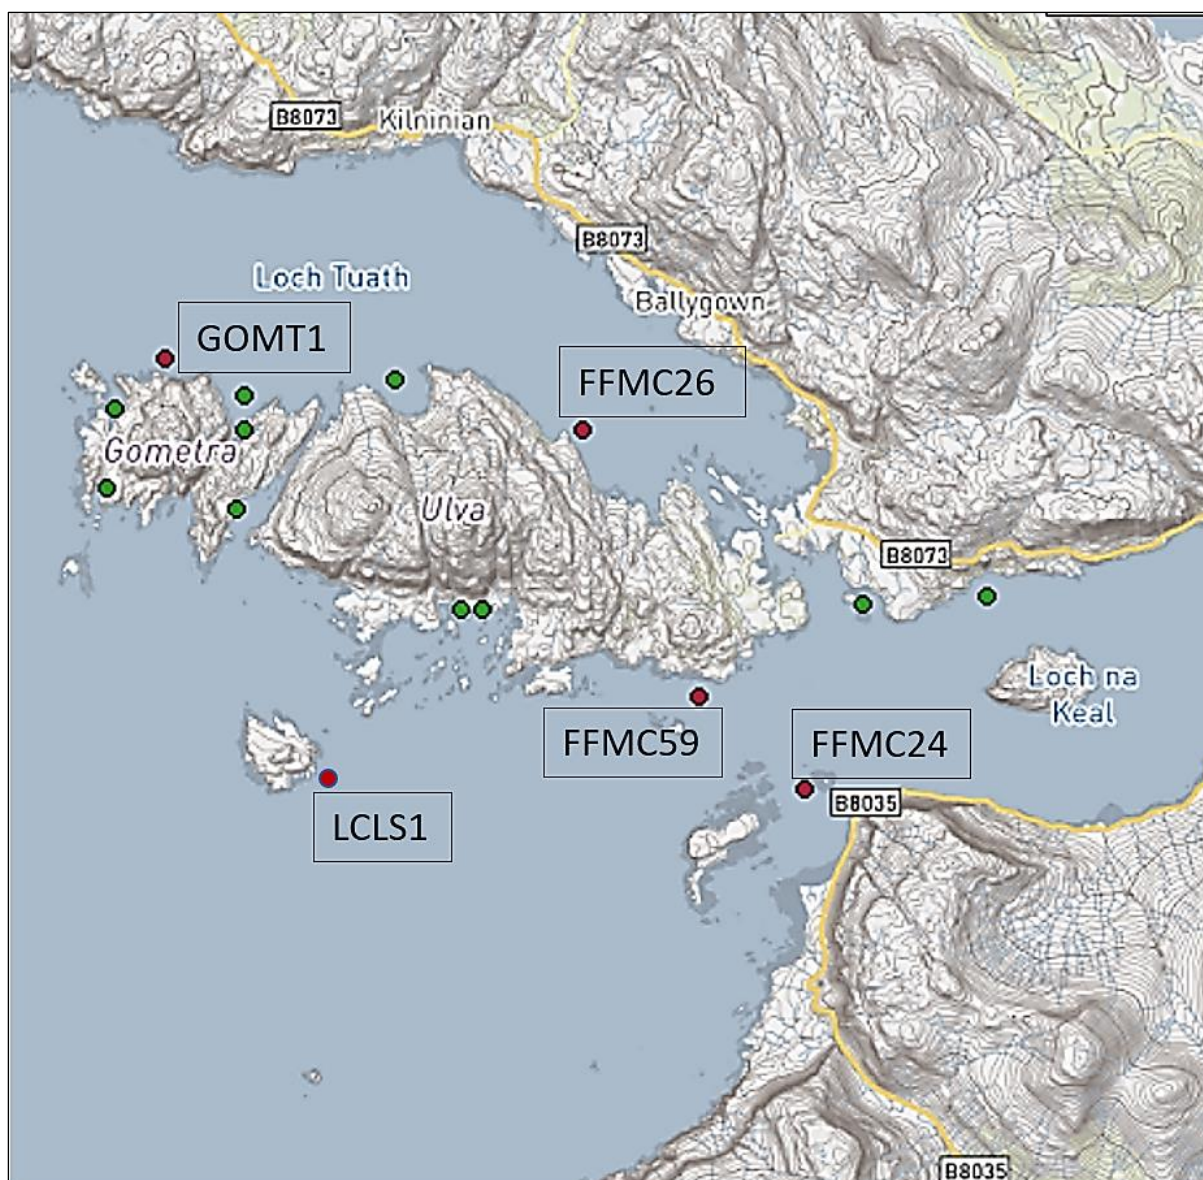 B8073
Kilninian
B8073
Loch Tuath
Ballygown
GOMT1
FFMC26
Gometra
Ulva
B8073
Loch na
Keal
FFMC59
FFMC24
B8035
LCLS1
B8035